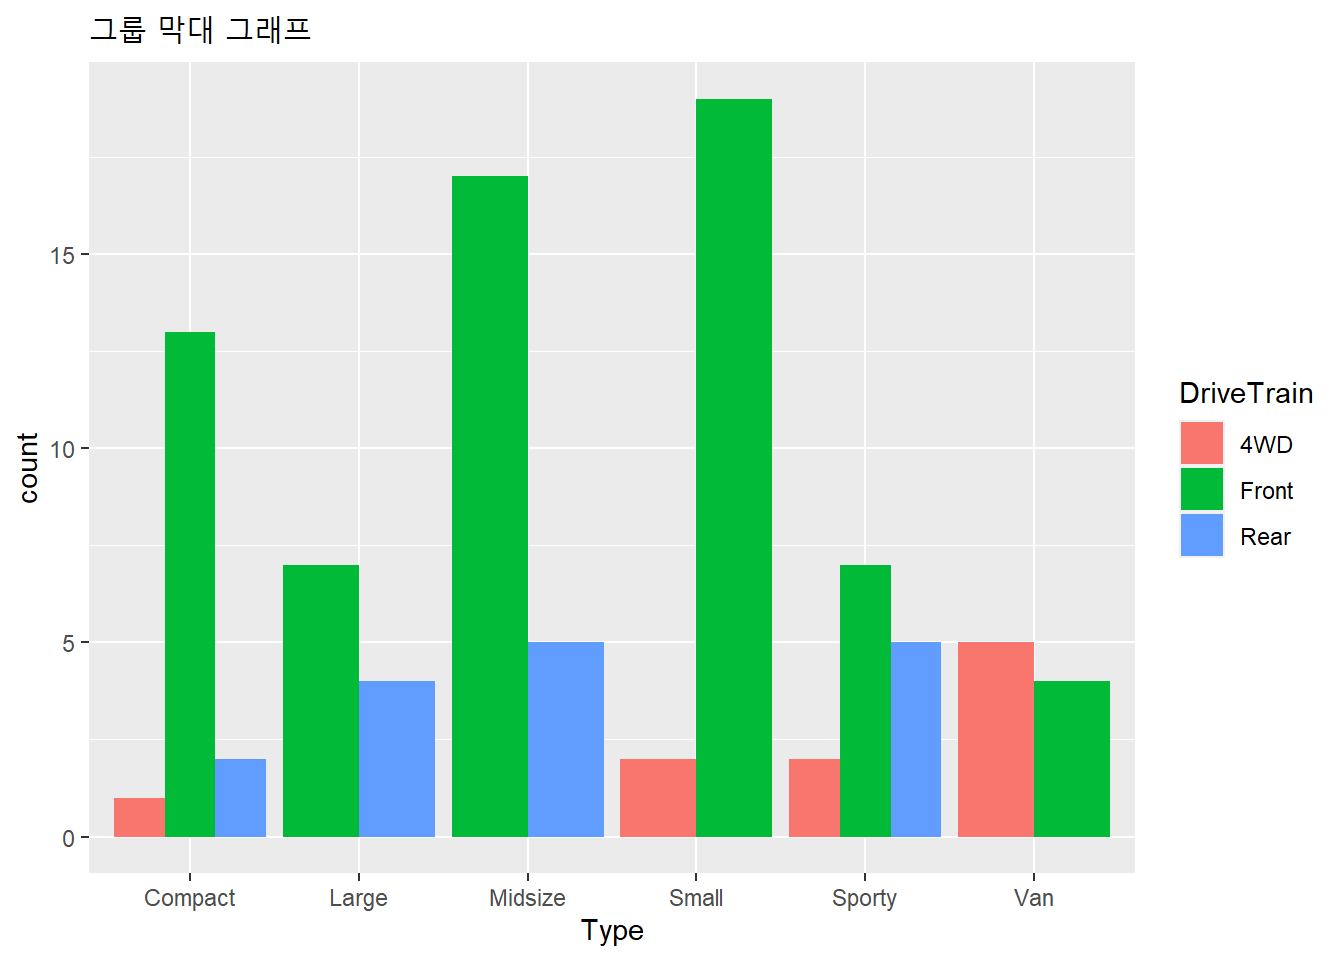 그룹 막대 그래프
15
10
5
0
count
Compact
Large
Midsize
Small
Sporty
Van
Type
DriveTrain
4WD
Front
Rear